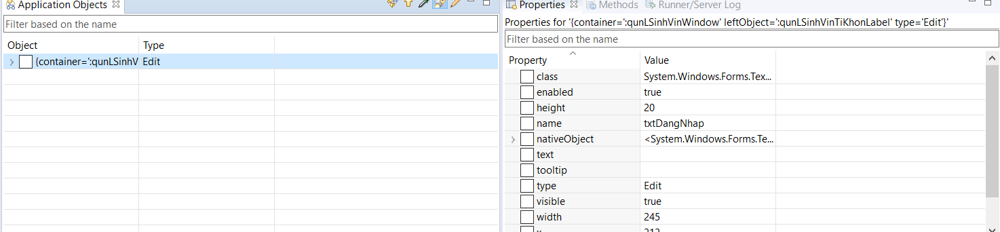 Application Objects
Filter based on the name
Object Type
{container=':qunLSinhV Edit
Properties Methods Runner/Server Log
Properties for '{container=':qunLSinhVinWindow' leftObject=':qunLSinhVinTiKhonLabel' type='Edit'}'
Filter based on the name
Property Value
class System.Windows.Forms.Tex...
enabled true
height 20
name txtDangNhap
nativeObject <System.Windows.Forms.Te...
text
tooltip
type Edit
visible true
width 245
x 212